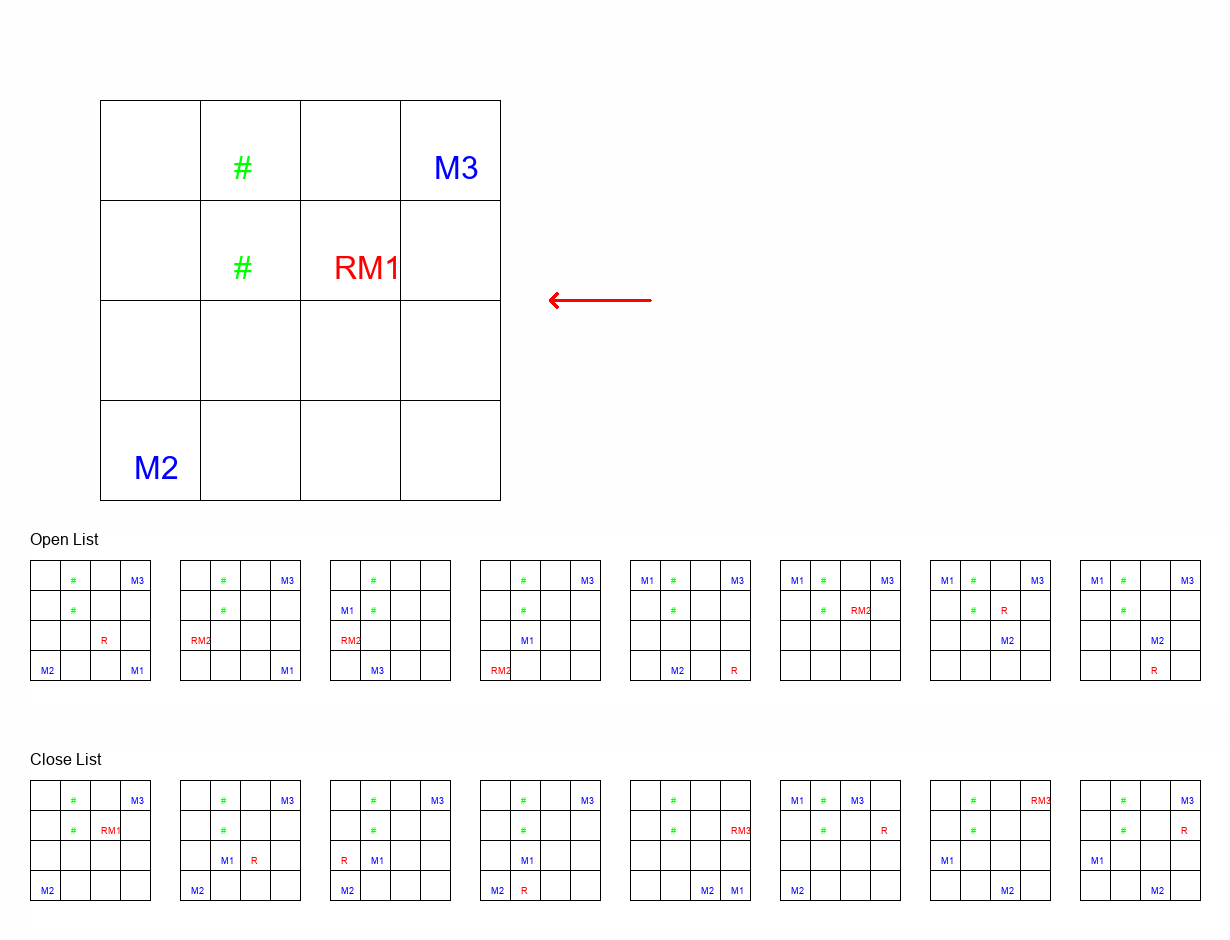 # M3
# RM1
M2
Open List
# M3 # M3 # # M3 M1 # M3 M1 # M3 M1 # M3 M1 # M3
# # M1 # # # # RM2 # R #
R RM2 RM2 M1 M2 M2
M2 M1 M1 M3 RM2 M2 R R
Close List
# M3 # M3 # M3 # M3 # M1 # M3 # RM3 # M3
# RM1 # # # # RM3 # R # # R
M1 R R M1 M1 M1 M1
M2 M2 M2 M2 R M2 M1 M2 M2 M2